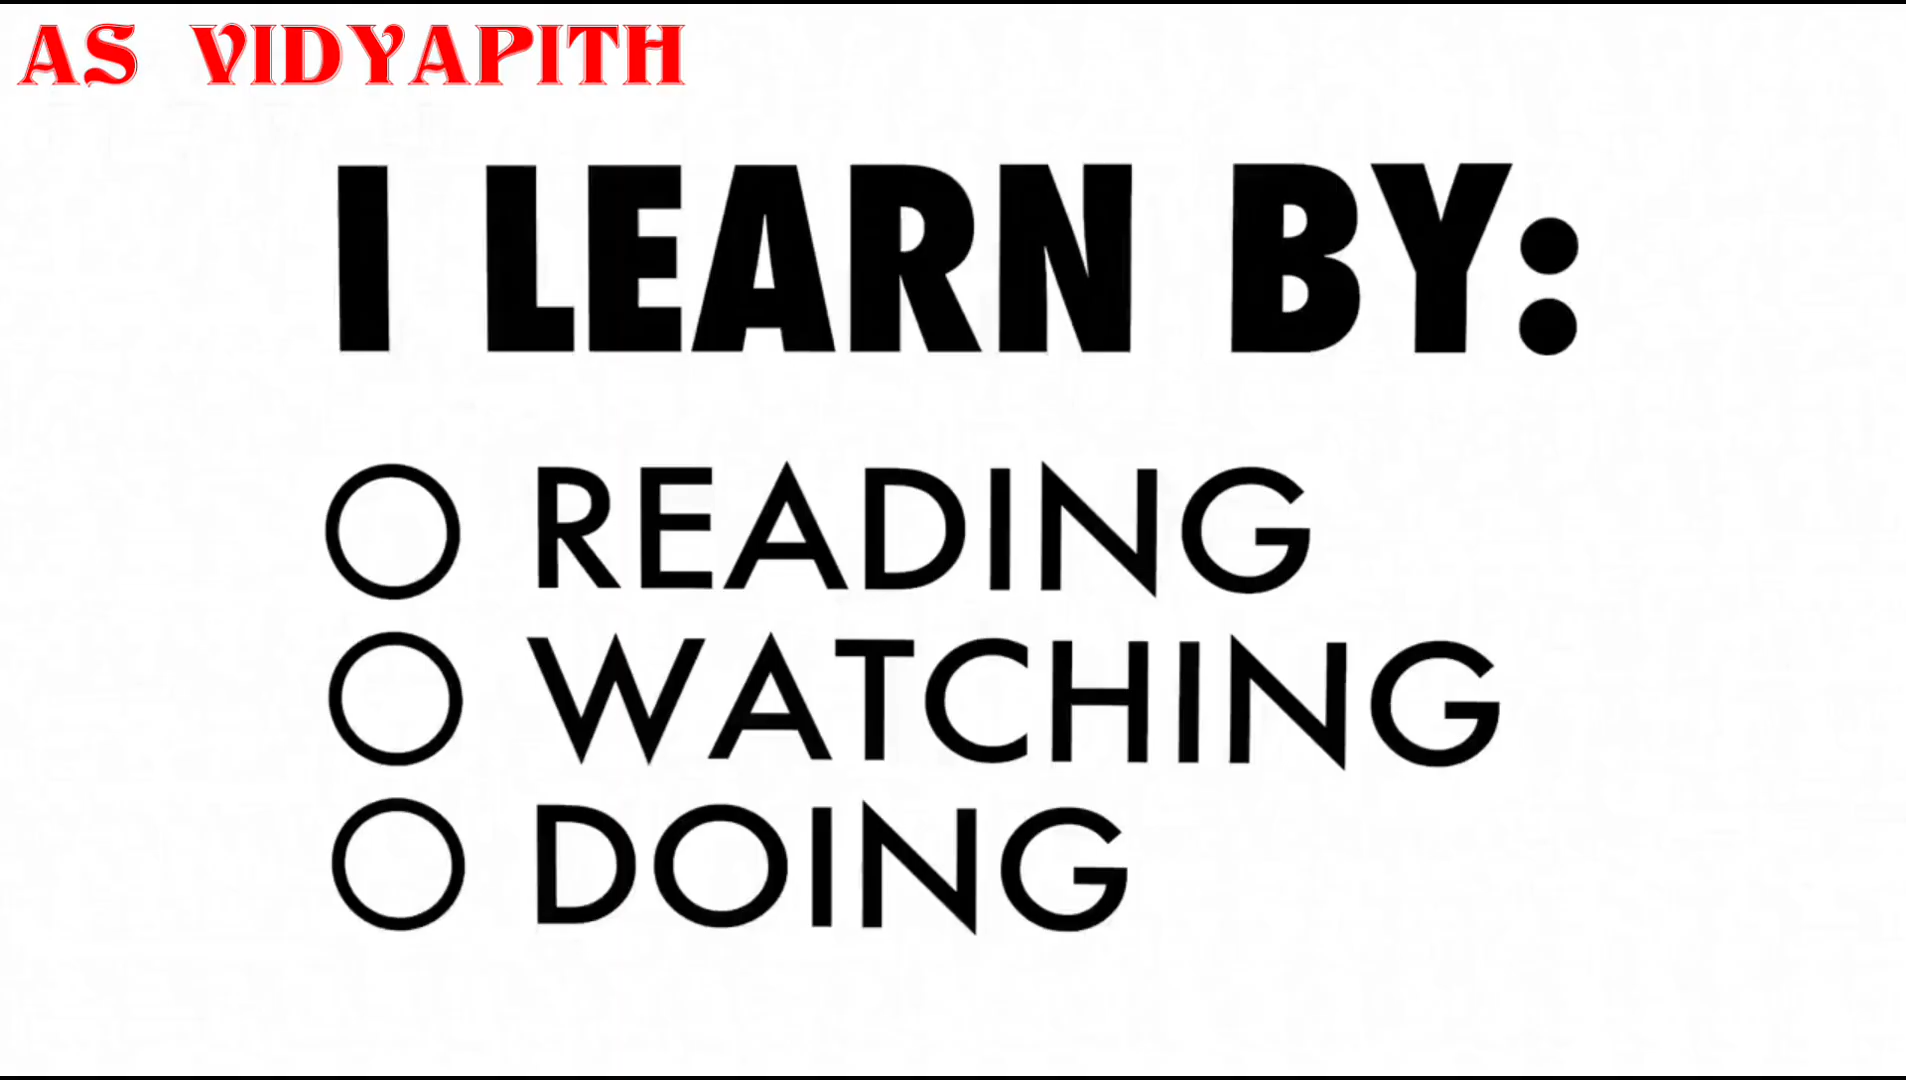 AS VIDYAPITH
I LEARN BY:
READING
WATCHING
DOING